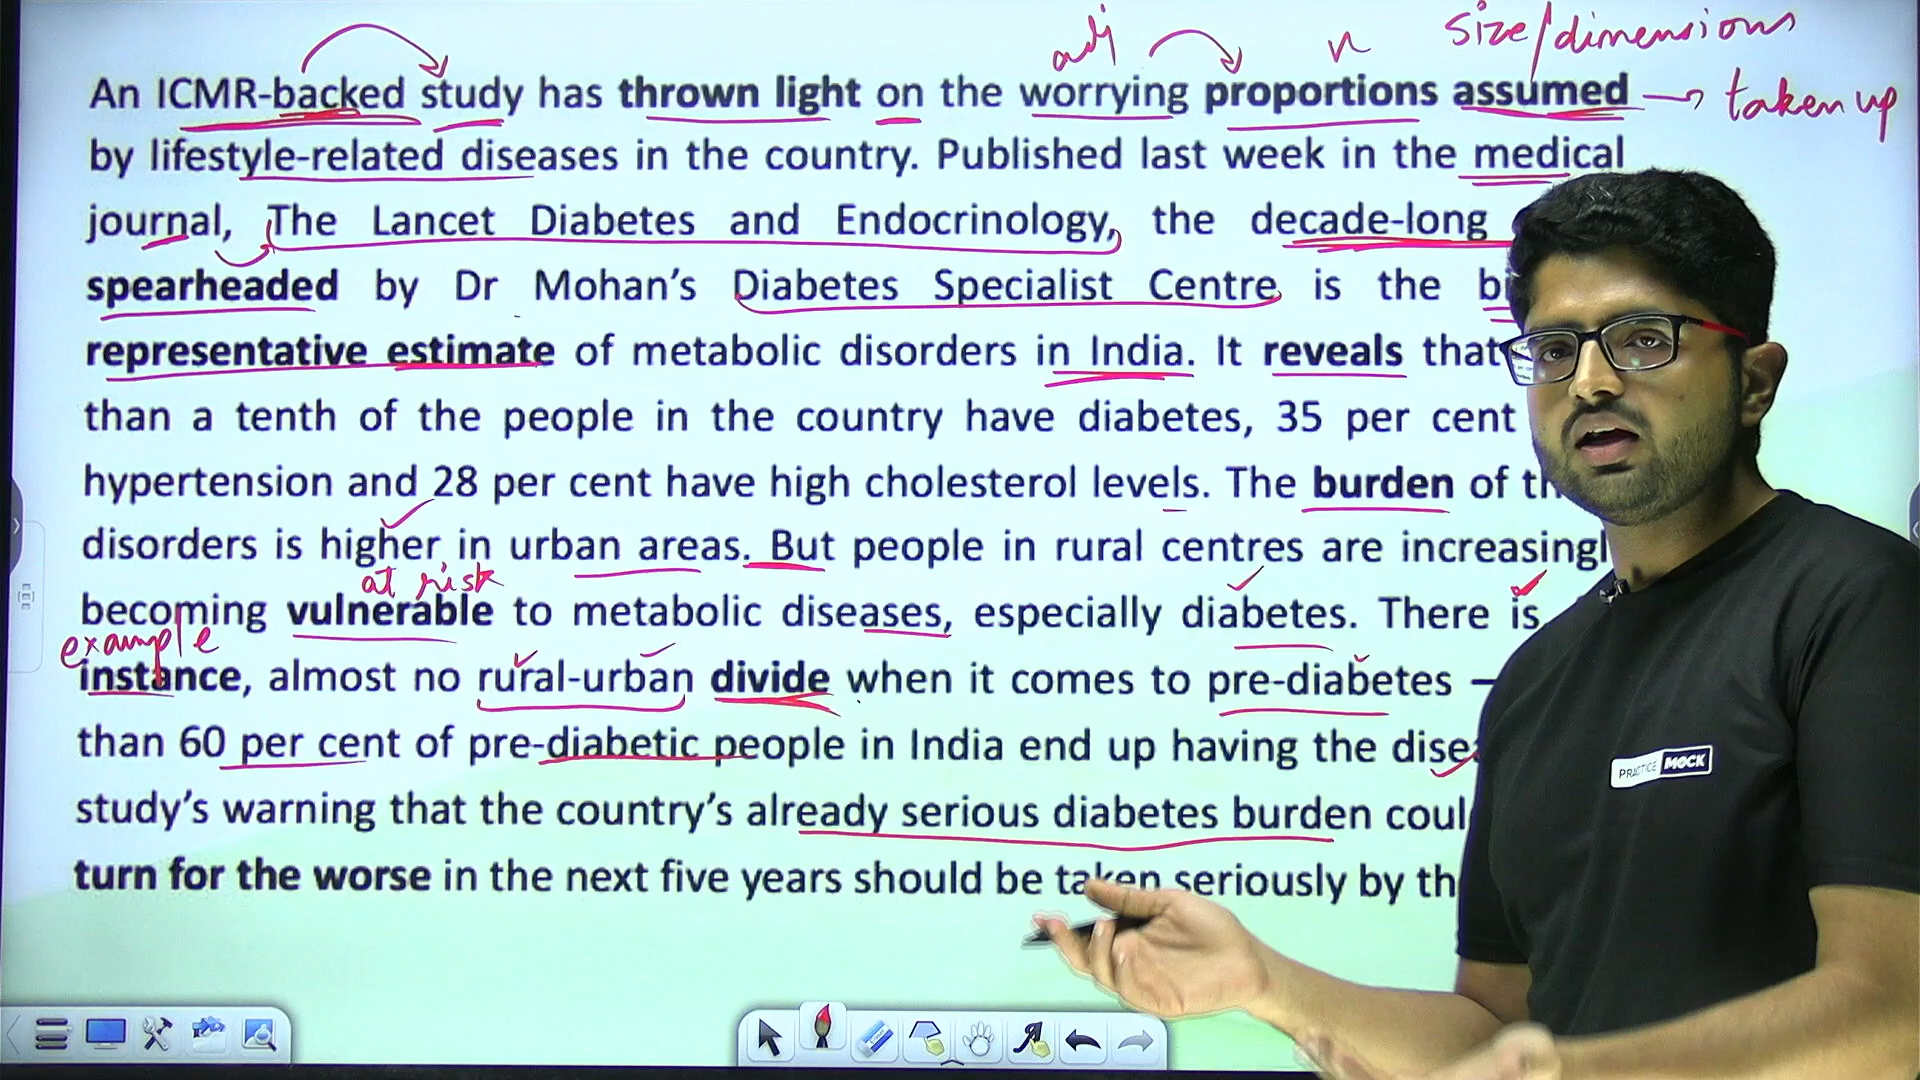 adj n size/dimensions
An ICMR-backed study has thrown light on the worrying proportions assumed → taken up
by lifestyle-related diseases in the country. Published last week in the medical
journal, The Lancet Diabetes and Endocrinology, the decade-long
spearheaded by Dr Mohan's Diabetes Specialist Centre is the
representative estimate of metabolic disorders in India. It reveals that
than a tenth of the people in the country have diabetes, 35 per cent
hypertension and 28 per cent have high cholesterol levels. The burden of
disorders is higher in urban areas. But people in rural centres are
at risk
becoming vulnerable to metabolic diseases, especially diabetes. There is
example
instance, almost no rural-urban divide when it comes to pre-diabetes —
than 60 per cent of pre-diabetic people in India end up having the
study's warning that the country's already serious diabetes burden
turn for the worse in the next five years should be taken seriously by
PRACTICE MOCK